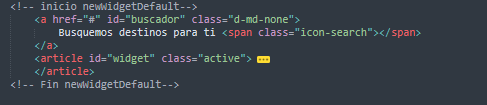 <!-- inicio newWidgetDefault-->
<a href="#" id="buscador" class="d-md-none">
Busquemos destinos para ti <span class="icon-search"></span>
</a>
<article id="widget" class="active">
</article>
<!-- Fin newWidgetDefault-->